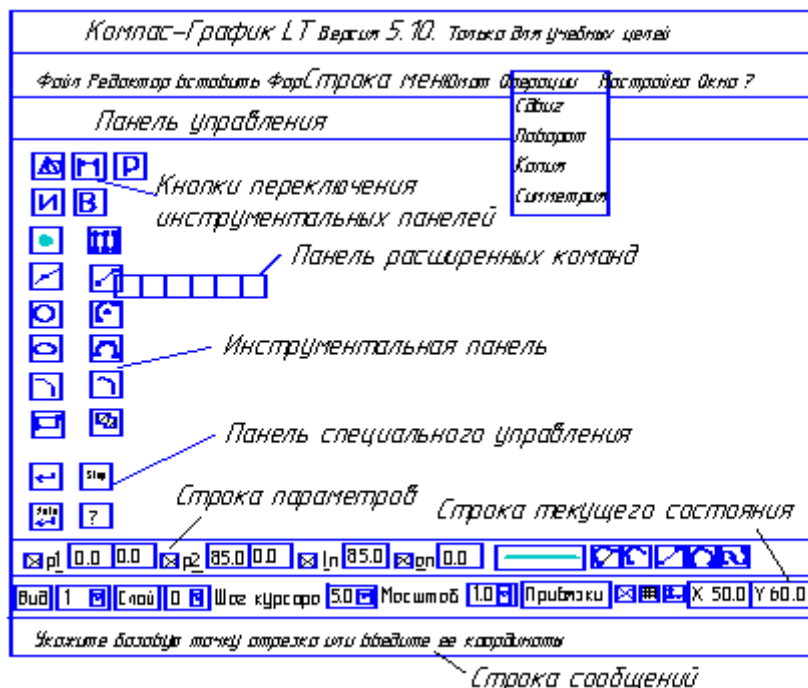 Компас-График LT Версия 5.10. Только для учебных целей
Файл Редактор Вставить Фор Строка меню мат Операции Настройка Окна ?
Сдвиг
Панель управления
Поворот
Копия
Симметрия
Р
Кнопки переключения
инструментальных панелей
И В
Панель расширенных команд
Инструментальная панель
Панель специального управления
Stop
Auto
?
Строка параметров
Строка текущего состояния
p1 0.0 0.0 p2 85.0 0.0 ln 85.0 an 0.0
Вид 1 Слой 0 Шаг курсора 5.0 Масштаб 1.0 Привязки X 50.0 Y 60.0
Укажите базовую точку отрезка или введите ее координаты
Строка сообщений